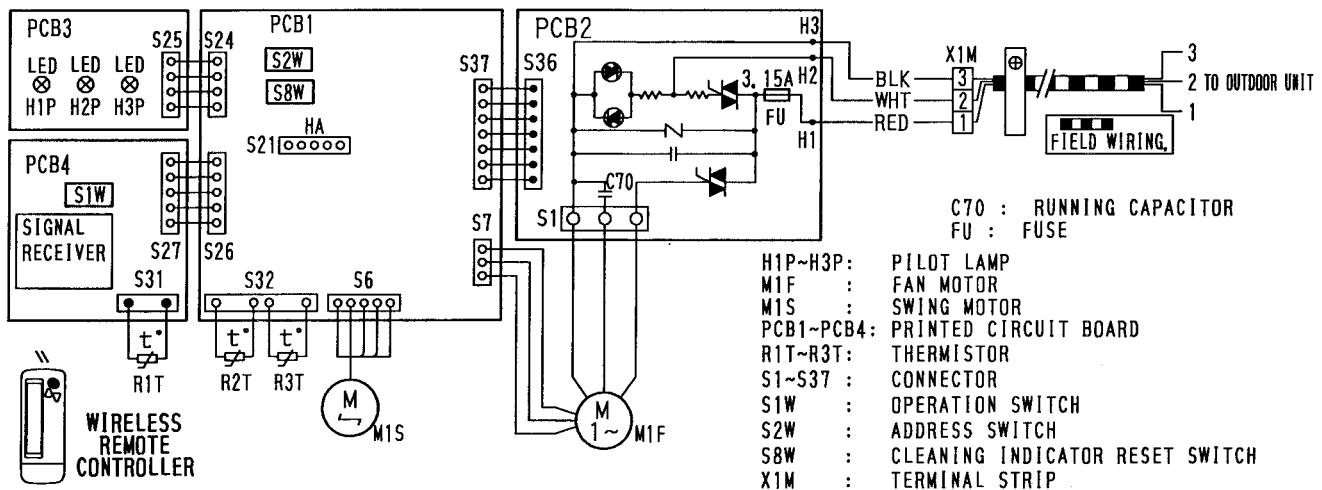 PCB3
LED LED LED
H1P H2P H3P
S25
S24
PCB1
S2W
S8W
HA
S21
S37
S36
PCB2
H3
H2
3.15A
FU
H1
BLK
WHT
RED
X1M
3
2
1
3
2 TO OUTDOOR UNIT
1
FIELD WIRING.
PCB4
S1W
SIGNAL
RECEIVER
S27
S26
S7
C70
S1
S31
S32
S6
t°
t°
t°
R1T
R2T
R3T
M
M1S
M
1~
M1F
WIRELESS
REMOTE
CONTROLLER
C70 : RUNNING CAPACITOR
FU : FUSE
H1P~H3P: PILOT LAMP
M1F : FAN MOTOR
M1S : SWING MOTOR
PCB1~PCB4: PRINTED CIRCUIT BOARD
R1T~R3T: THERMISTOR
S1~S37 : CONNECTOR
S1W : OPERATION SWITCH
S2W : ADDRESS SWITCH
S8W : CLEANING INDICATOR RESET SWITCH
X1M : TERMINAL STRIP